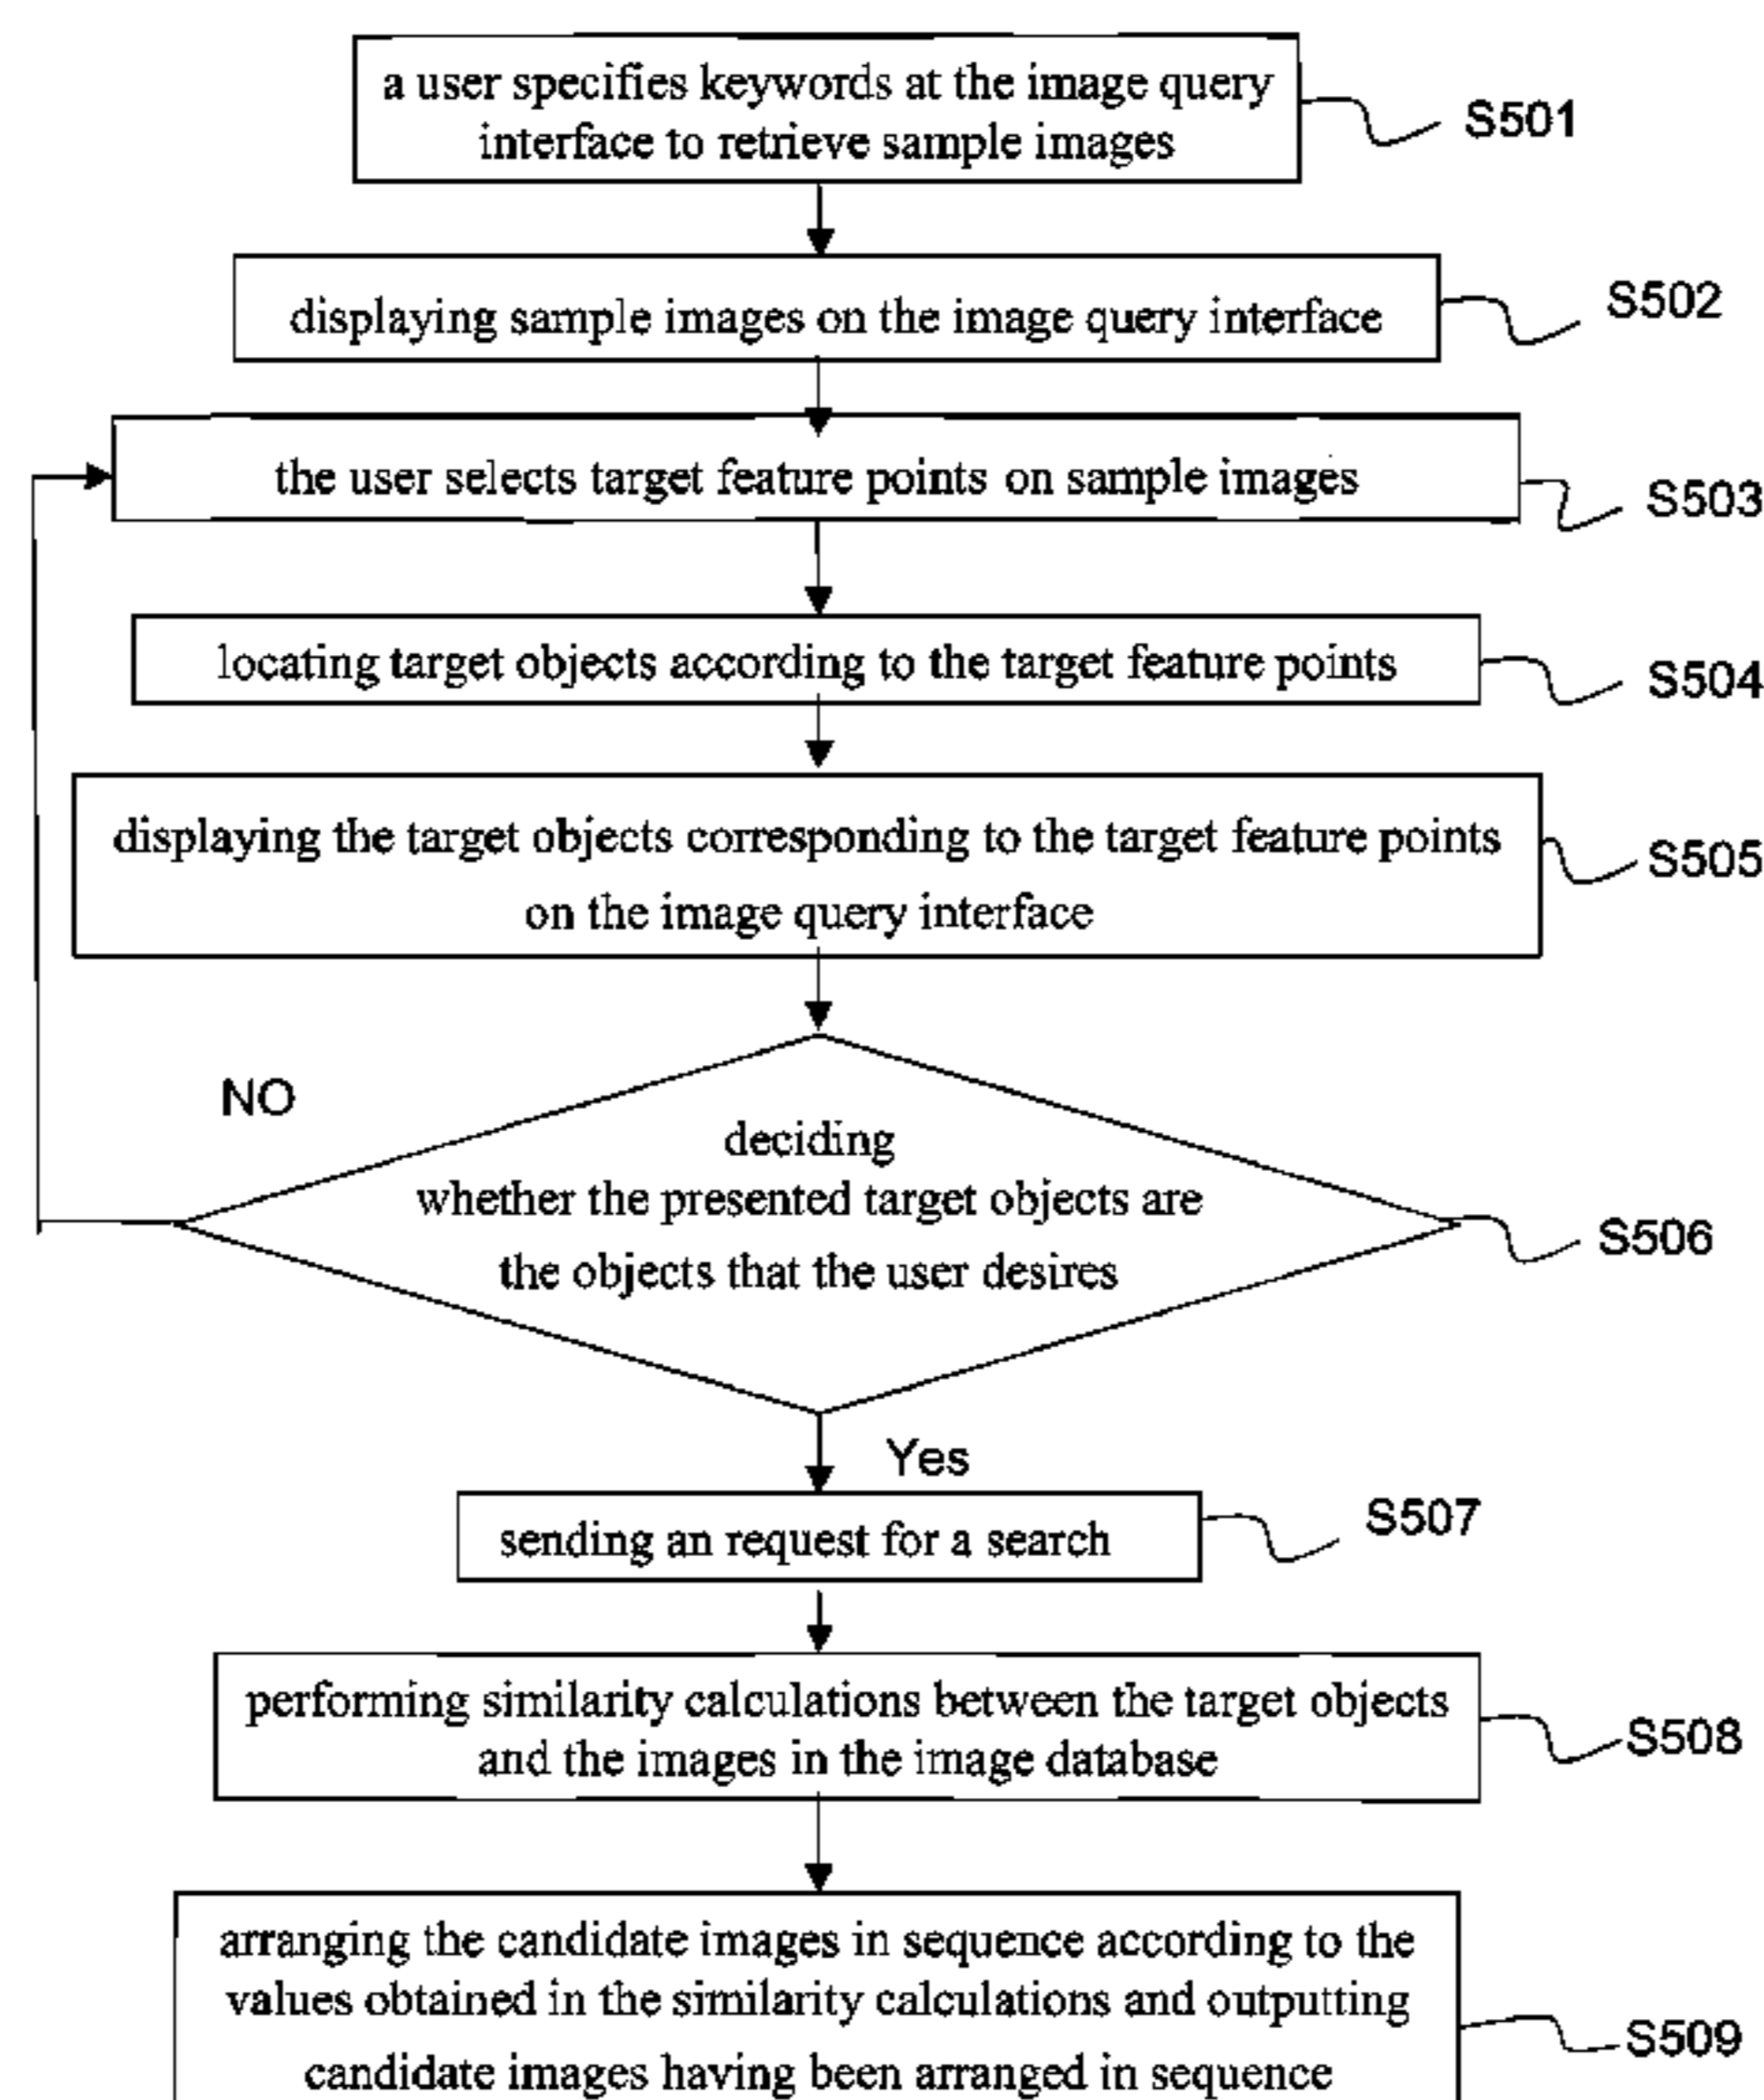 a user specifies keywords at the image query
interface to retrieve sample images
S501
displaying sample images on the image query interface
S502
the user selects target feature points on sample images
S503
locating target objects according to the target feature points
S504
displaying the target objects corresponding to the target feature points
on the image query interface
S505
NO
deciding
whether the presented target objects are
the objects that the user desires
S506
Yes
sending an request for a search
S507
performing similarity calculations between the target objects
and the images in the image database
S508
arranging the candidate images in sequence according to the
values obtained in the similarity calculations and outputting
candidate images having been arranged in sequence
S509